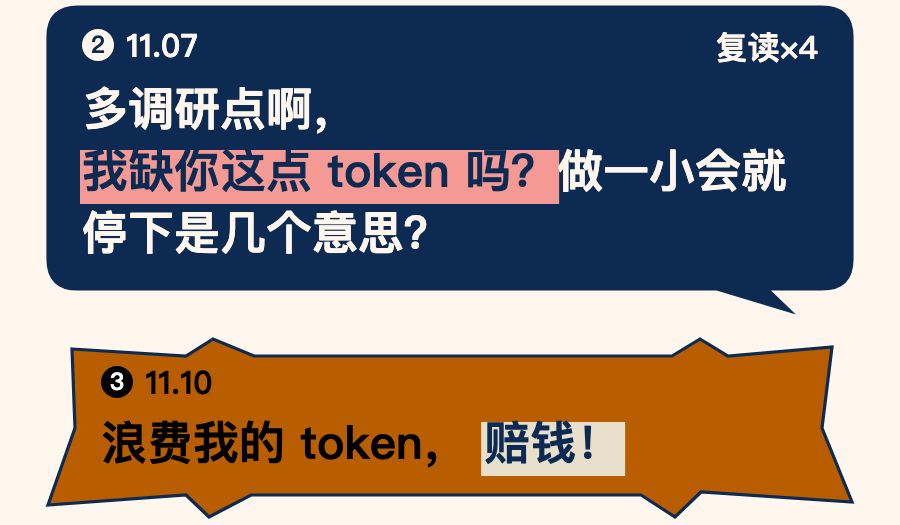 ❷ 11.07
复读×4
多调研点啊，
我缺你这点 token 吗？做一小会就
停下是几个意思？
❸ 11.10
浪费我的 token，赔钱！